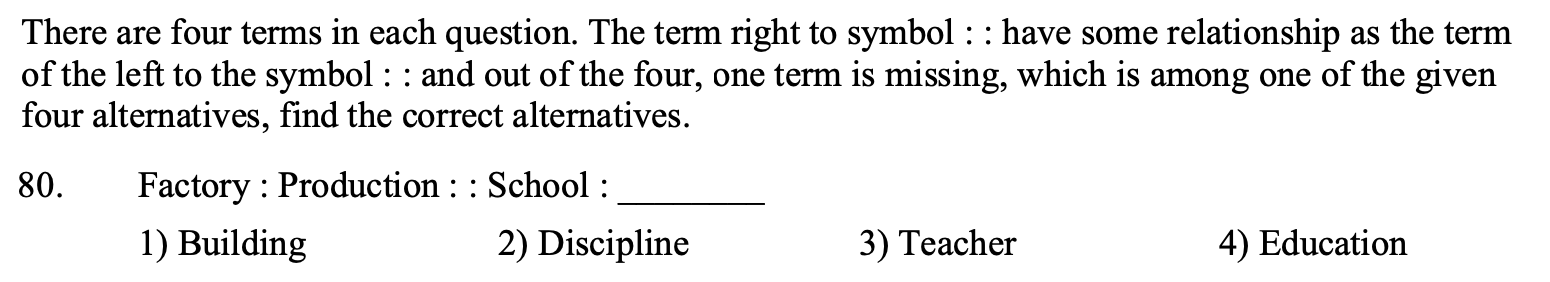 There are four terms in each question. The term right to symbol : : have some relationship as the term
of the left to the symbol : : and out of the four, one term is missing, which is among one of the given
four alternatives, find the correct alternatives.
80. Factory : Production : : School : ________
1) Building 2) Discipline 3) Teacher 4) Education